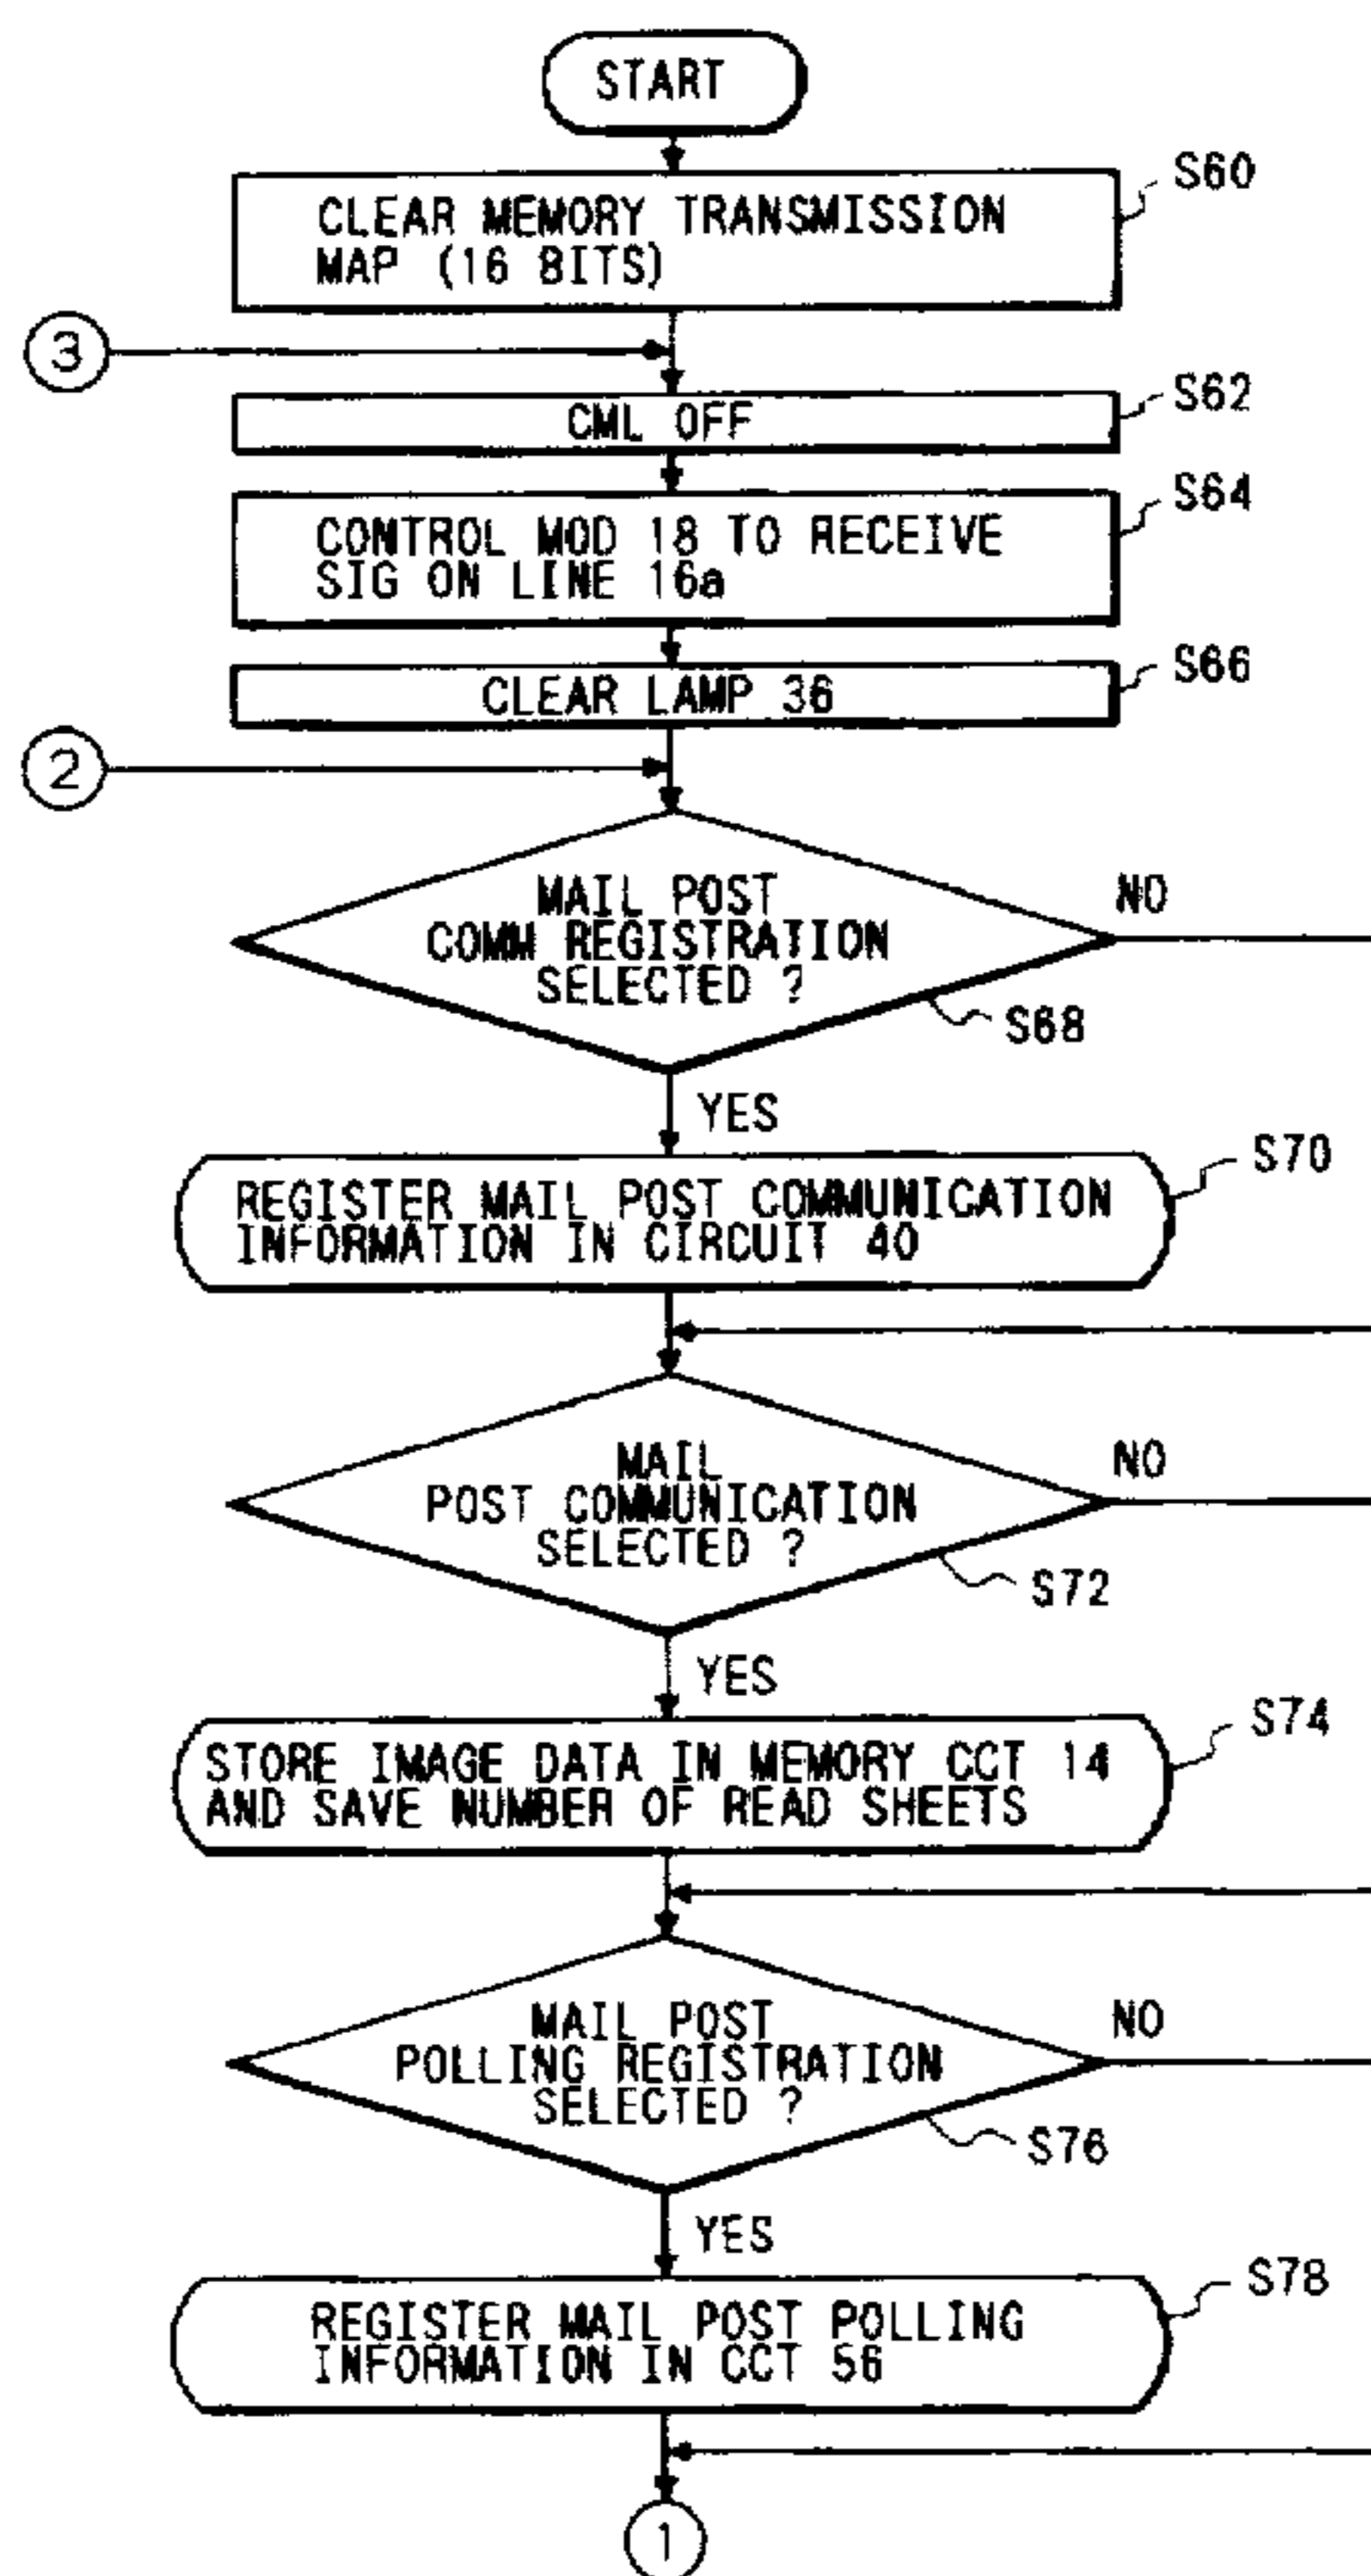 START
S60
CLEAR MEMORY TRANSMISSION
MAP (16 BITS)
3
S62
CML OFF
S64
CONTROL MOD 18 TO RECEIVE
SIG ON LINE 16a
S66
CLEAR LAMP 36
2
MAIL POST
COMM REGISTRATION
SELECTED ?
NO
S68
YES
S70
REGISTER MAIL POST COMMUNICATION
INFORMATION IN CIRCUIT 40
MAIL
POST COMMUNICATION
SELECTED ?
NO
S72
YES
S74
STORE IMAGE DATA IN MEMORY CCT 14
AND SAVE NUMBER OF READ SHEETS
MAIL POST
POLLING REGISTRATION
SELECTED ?
NO
S76
YES
S78
REGISTER MAIL POST POLLING
INFORMATION IN CCT 56
1